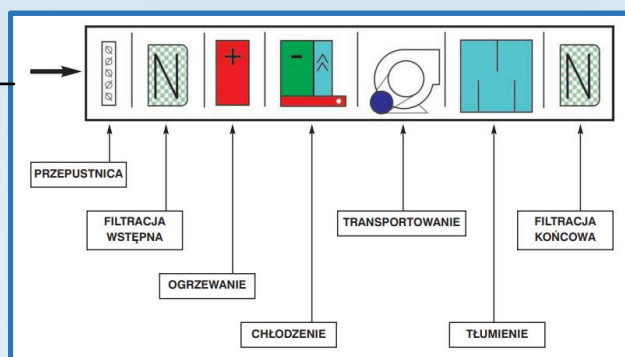 N
+
-
N
PRZEPUSTNICA
FILTRACJA
WSTĘPNA
OGRZEWANIE
CHŁODZENIE
TRANSPORTOWANIE
TŁUMIENIE
FILTRACJA
KOŃCOWA